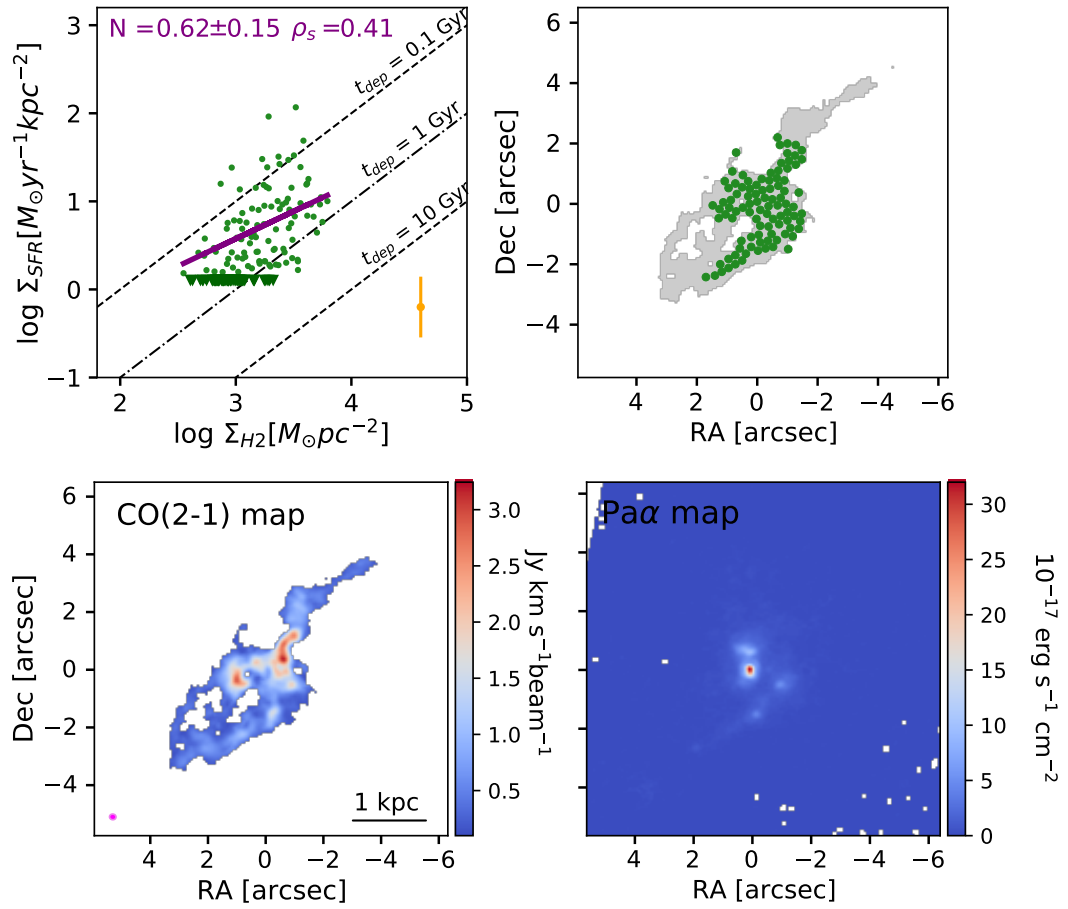 N =0.62±0.15 ρₛ =0.41
t_dep = 0.1 Gyr
t_dep = 1 Gyr
t_dep = 10 Gyr
3
2
1
0
−1
log Σ_SFR[M⊙yr⁻¹kpc⁻²]
2 3 4 5
log Σ_H2[M⊙pc⁻²]
6
4
2
0
−2
−4
Dec [arcsec]
4 2 0 −2 −4 −6
RA [arcsec]
CO(2-1) map
6
4
2
0
−2
−4
Dec [arcsec]
1 kpc
4 2 0 −2 −4 −6
RA [arcsec]
3.0
2.5
2.0
1.5
1.0
0.5
Jy km s⁻¹beam⁻¹
Paα map
4 2 0 −2 −4 −6
RA [arcsec]
30
25
20
15
10
5
0
10⁻¹⁷ erg s⁻¹ cm⁻²